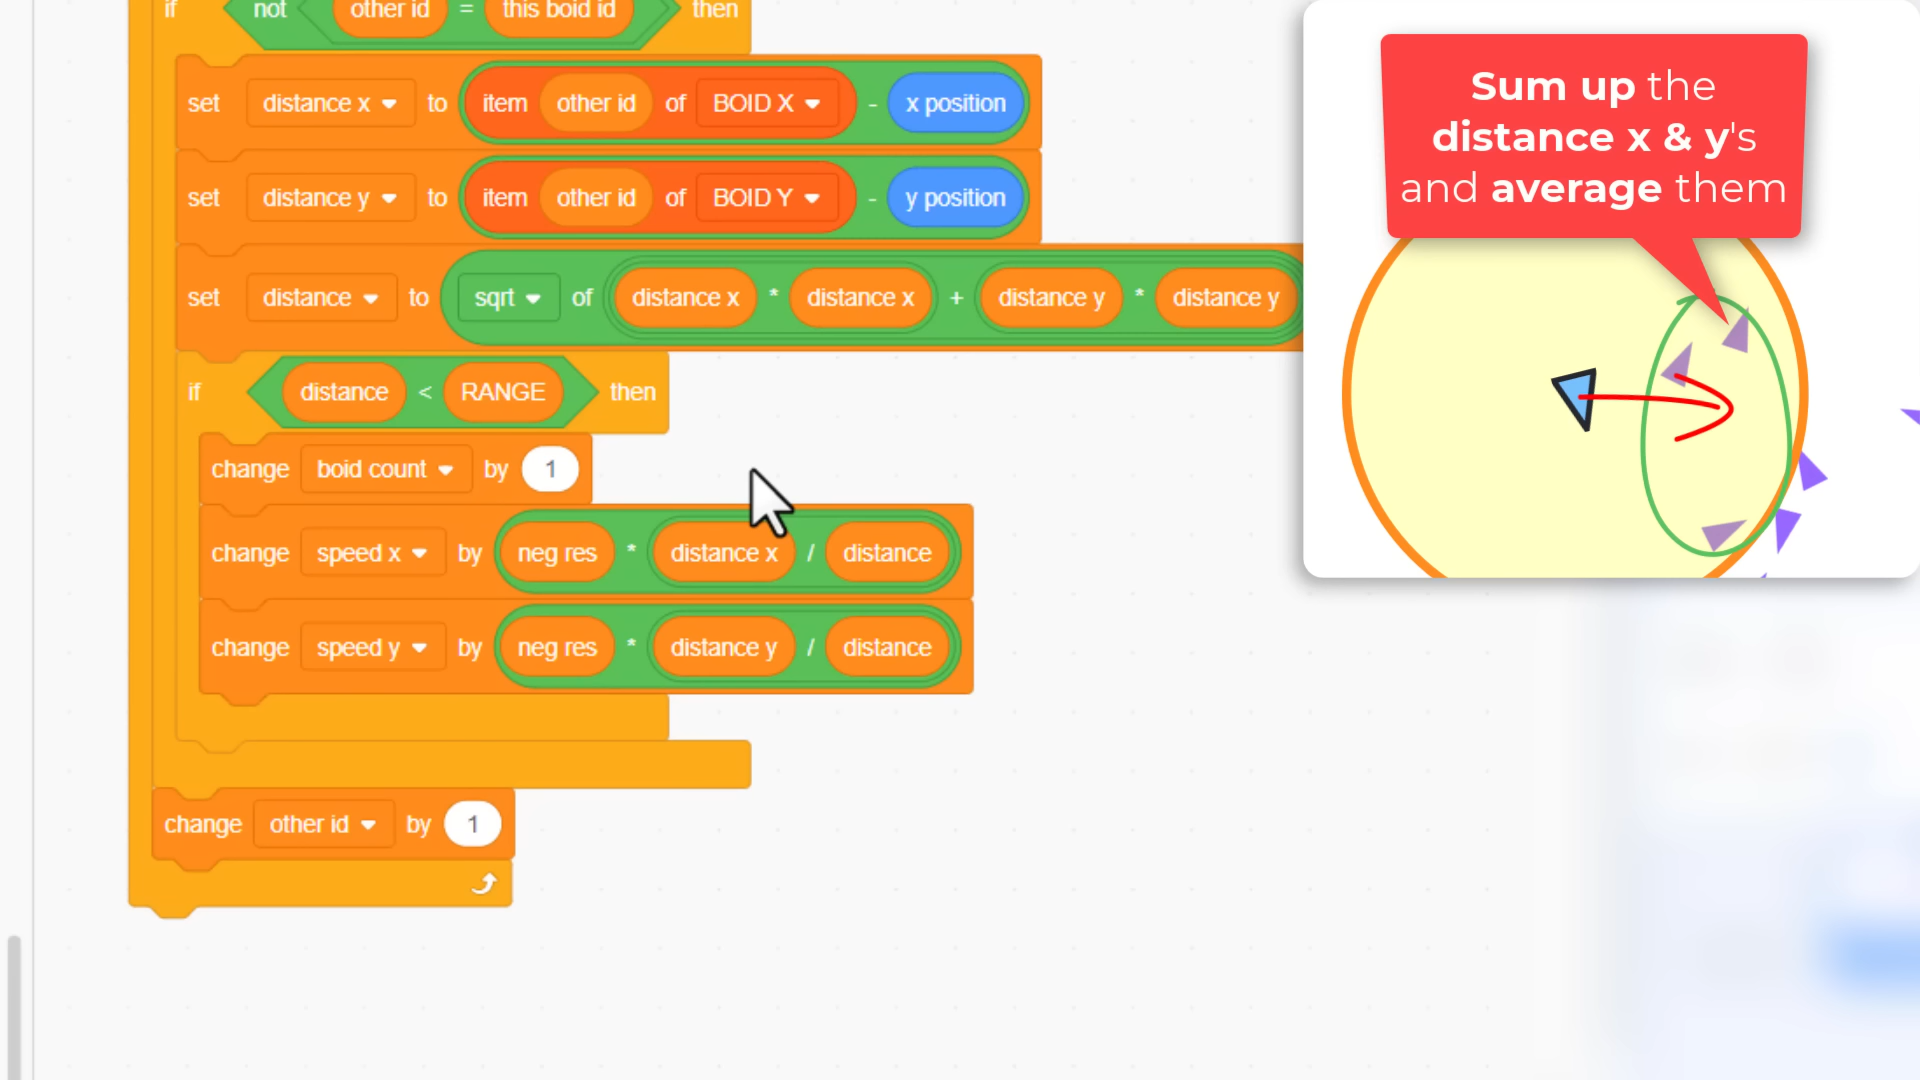 if not other id = this boid id then
set distance x to item other id of BOID X - x position
set distance y to item other id of BOID Y - y position
set distance to sqrt of distance x * distance x + distance y * distance y
if distance < RANGE then
change boid count by 1
change speed x by neg res * distance x / distance
change speed y by neg res * distance y / distance
change other id by 1
Sum up the
distance x & y's
and average them